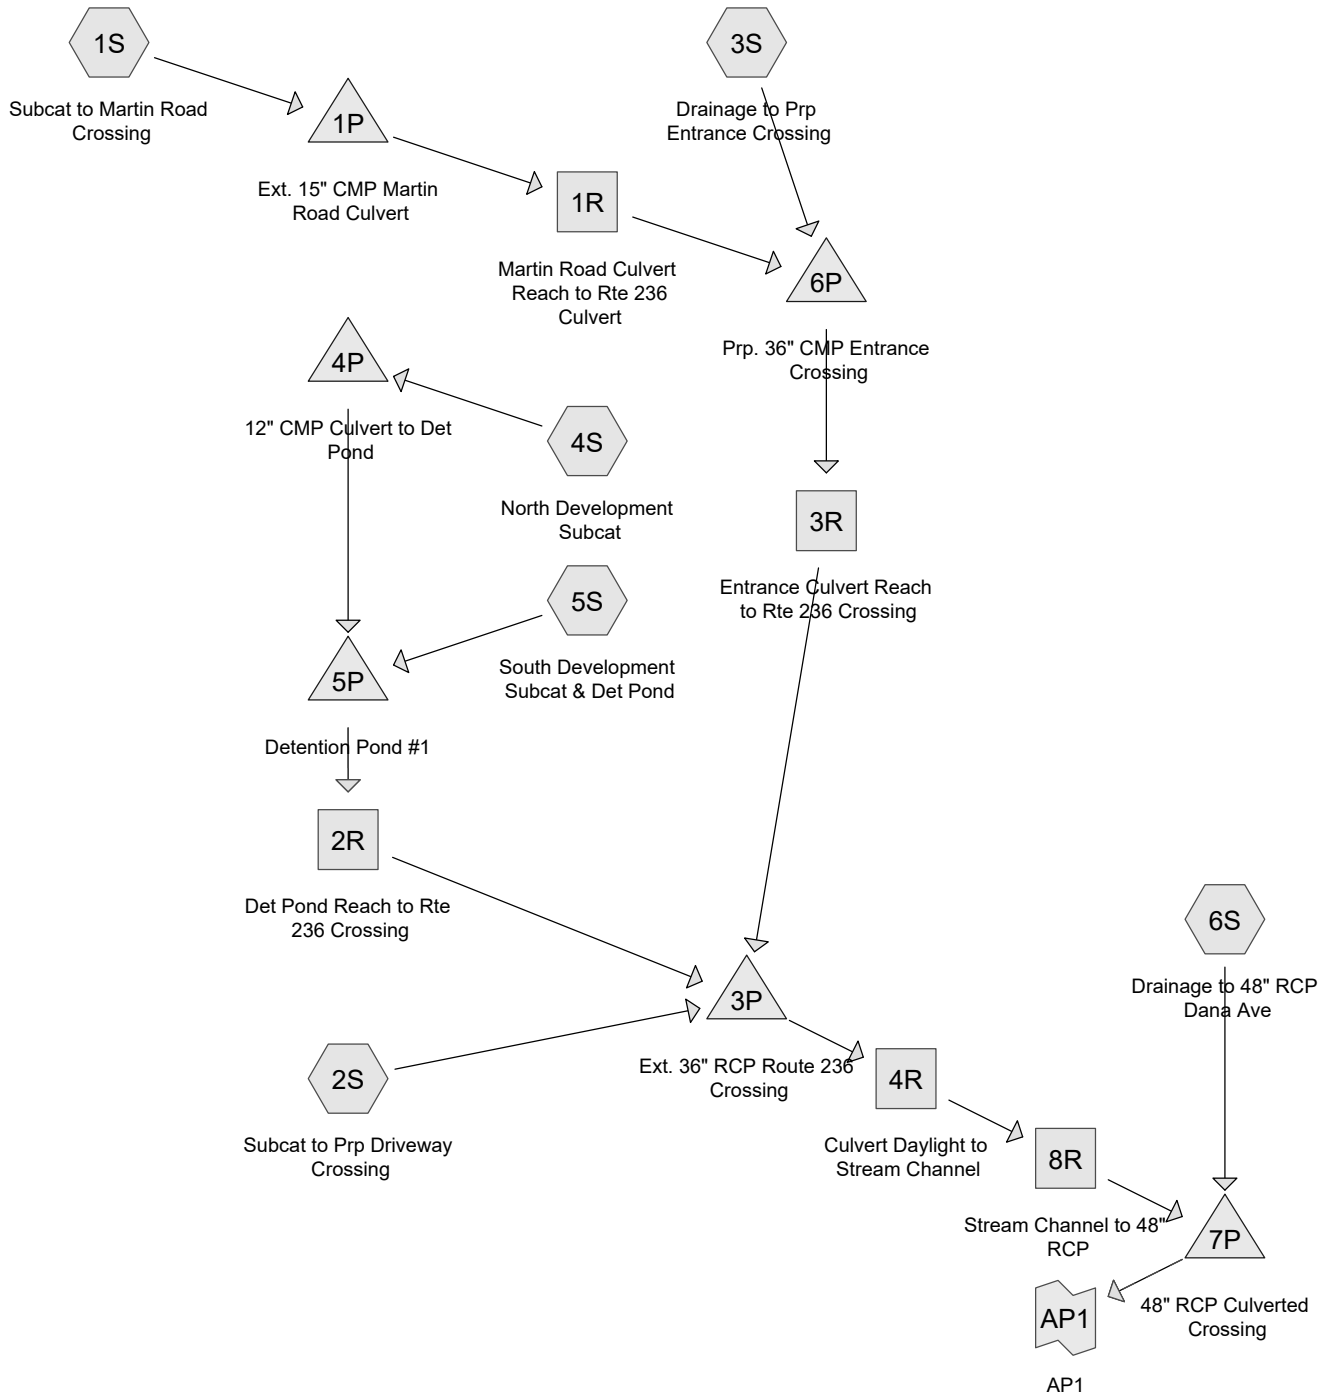 1S
Subcat to Martin Road
Crossing
3S
Drainage to Prp
Entrance Crossing
1P
Ext. 15" CMP Martin
Road Culvert
1R
Martin Road Culvert
Reach to Rte 236
Culvert
6P
Prp. 36" CMP Entrance
Crossing
4P
12" CMP Culvert to Det
Pond
4S
North Development
Subcat
3R
Entrance Culvert Reach
to Rte 236 Crossing
5S
South Development
Subcat & Det Pond
5P
Detention Pond #1
2R
Det Pond Reach to Rte
236 Crossing
6S
Drainage to 48" RCP
Dana Ave
3P
Ext. 36" RCP Route 236
Crossing
2S
Subcat to Prp Driveway
Crossing
4R
Culvert Daylight to
Stream Channel
8R
Stream Channel to 48"
RCP
7P
48" RCP Culverted
Crossing
AP1
AP1